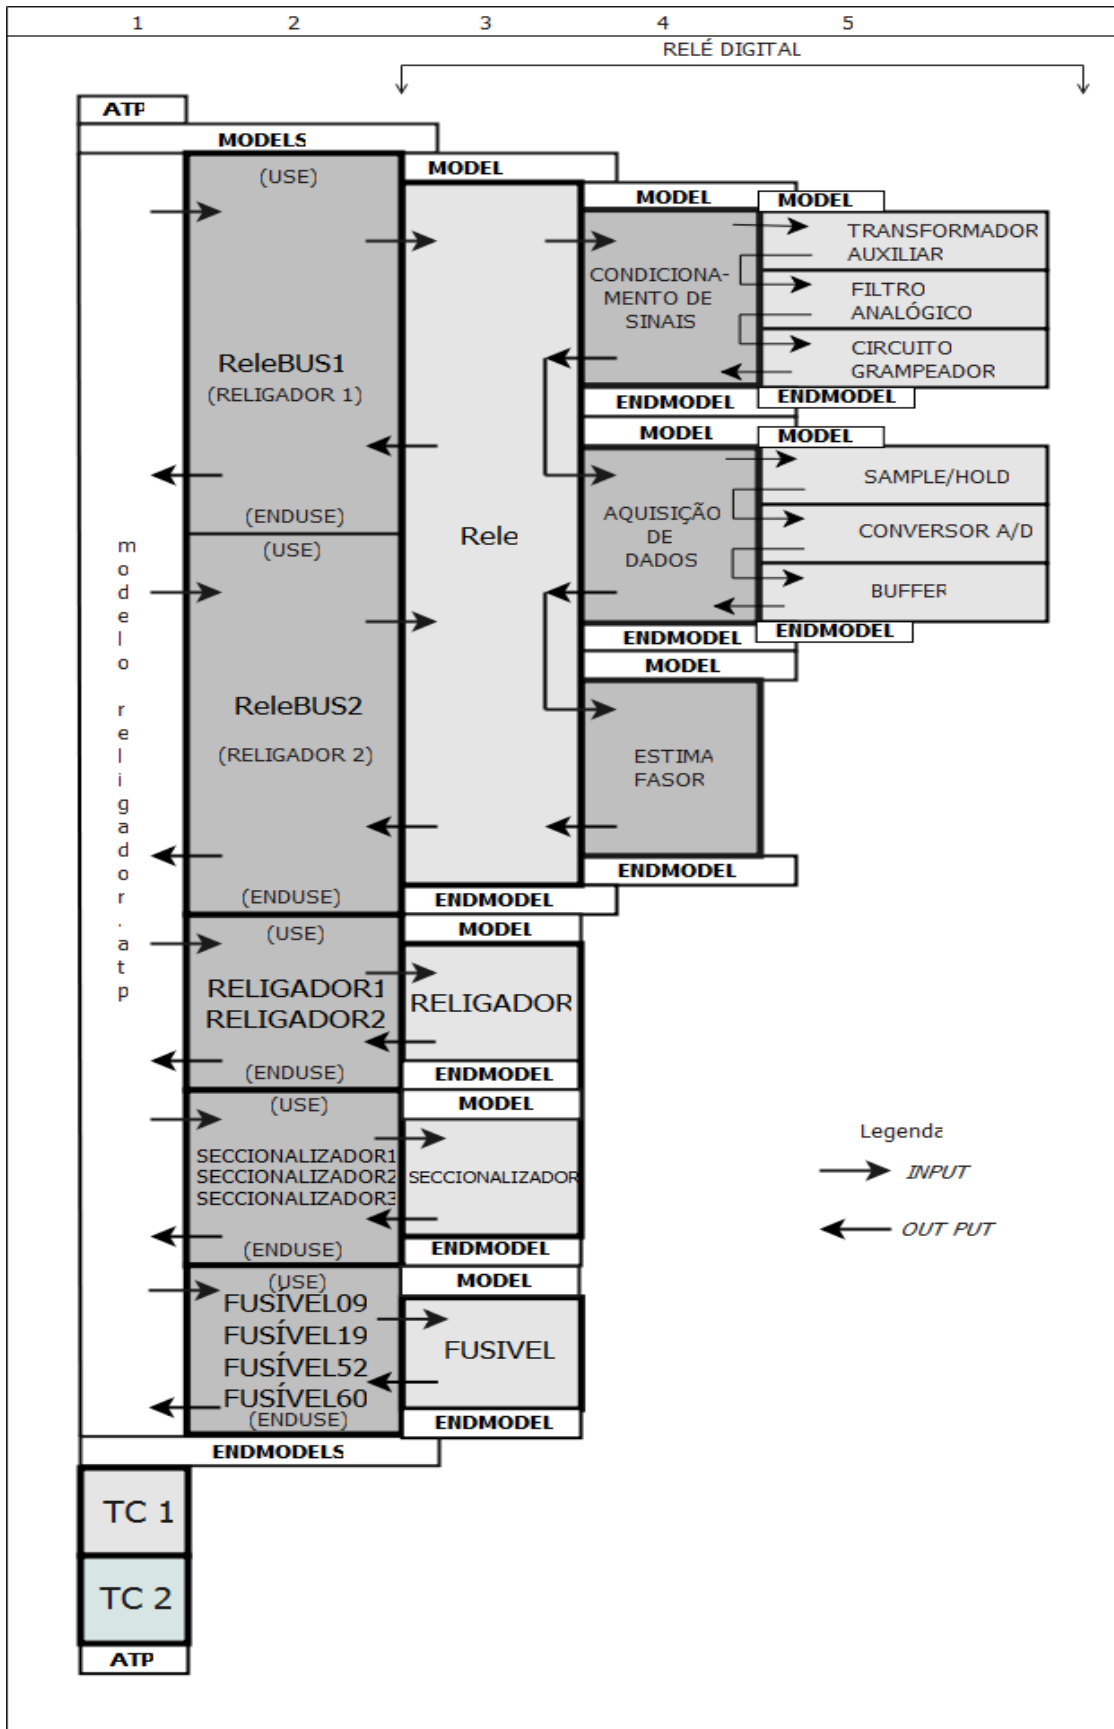 1 2 3 4 5
RELÉ DIGITAL
ATP
MODELS
(USE)
ReleBUS1
(RELIGADOR 1)
(ENDUSE)
(USE)
ReleBUS2
(RELIGADOR 2)
(ENDUSE)
(USE)
RELIGADOR1
RELIGADOR2
(ENDUSE)
(USE)
SECCIONALIZADOR1
SECCIONALIZADOR2
SECCIONALIZADOR3
(ENDUSE)
(USE)
FUSÍVEL09
FUSÍVEL19
FUSÍVEL52
FUSÍVEL60
(ENDUSE)
ENDMODELS
modelo religador.atp
MODEL
Rele
ENDMODEL
MODEL
RELIGADOR
ENDMODEL
MODEL
SECCIONALIZADOR
ENDMODEL
MODEL
FUSIVEL
ENDMODEL
MODEL
CONDICIONA-
MENTO DE
SINAIS
ENDMODEL
MODEL
AQUISIÇÃO
DE
DADOS
ENDMODEL
MODEL
ESTIMA
FASOR
ENDMODEL
MODEL
TRANSFORMADOR
AUXILIAR
FILTRO
ANALÓGICO
CIRCUITO
GRAMPEADOR
ENDMODEL
MODEL
SAMPLE/HOLD
CONVERSOR A/D
BUFFER
ENDMODEL
Legenda
INPUT
OUT PUT
TC 1
TC 2
ATP